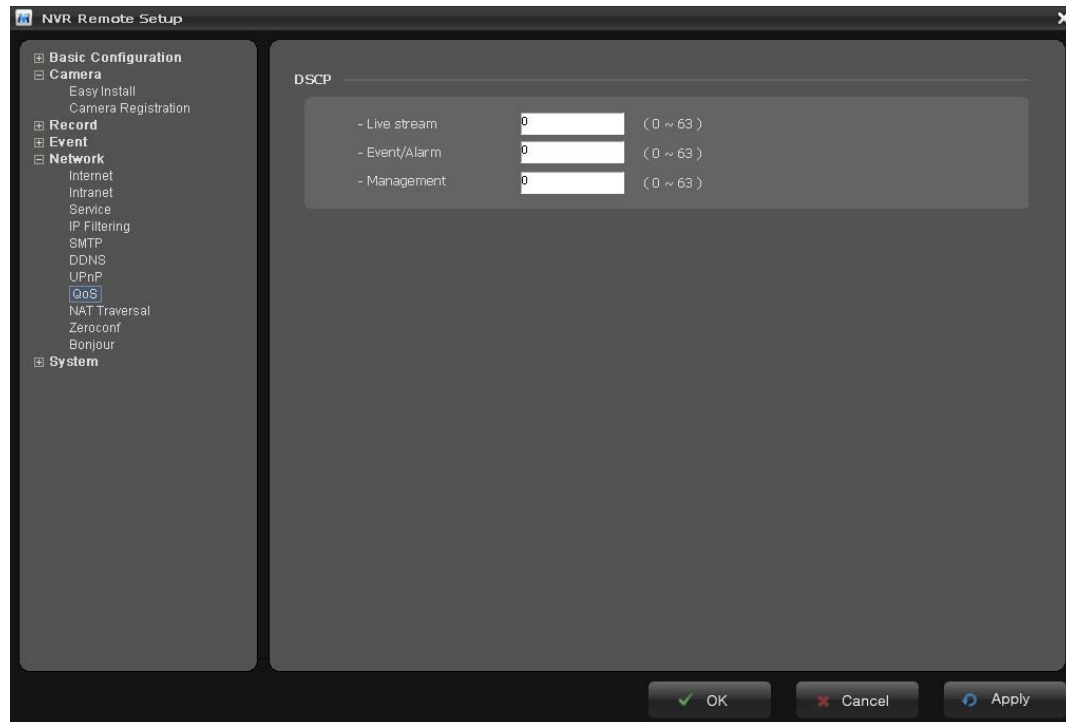 NVR Remote Setup
Basic Configuration
Camera
Easy Install
Camera Registration
Record
Event
Network
Internet
Intranet
Service
IP Filtering
SMTP
DDNS
UPnP
QoS
NAT Traversal
Zeroconf
Bonjour
System
DSCP
- Live stream 0 ( 0 ~ 63 )
- Event/Alarm 0 ( 0 ~ 63 )
- Management 0 ( 0 ~ 63 )
OK Cancel Apply